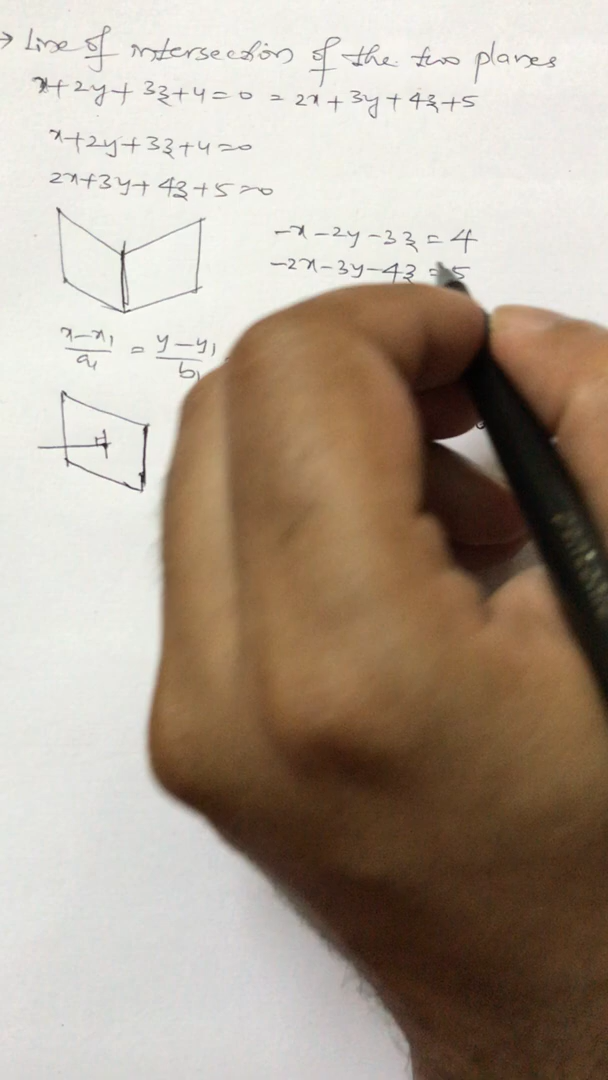 → Line of intersection of the two planes
x+2y+3z+4=0 = 2x+3y+4z+5
x+2y+3z+4=0
2x+3y+4z+5=0
-x-2y-3z=4
-2x-3y-4z=5
x-x₁/a₁ = y-y₁/b₁